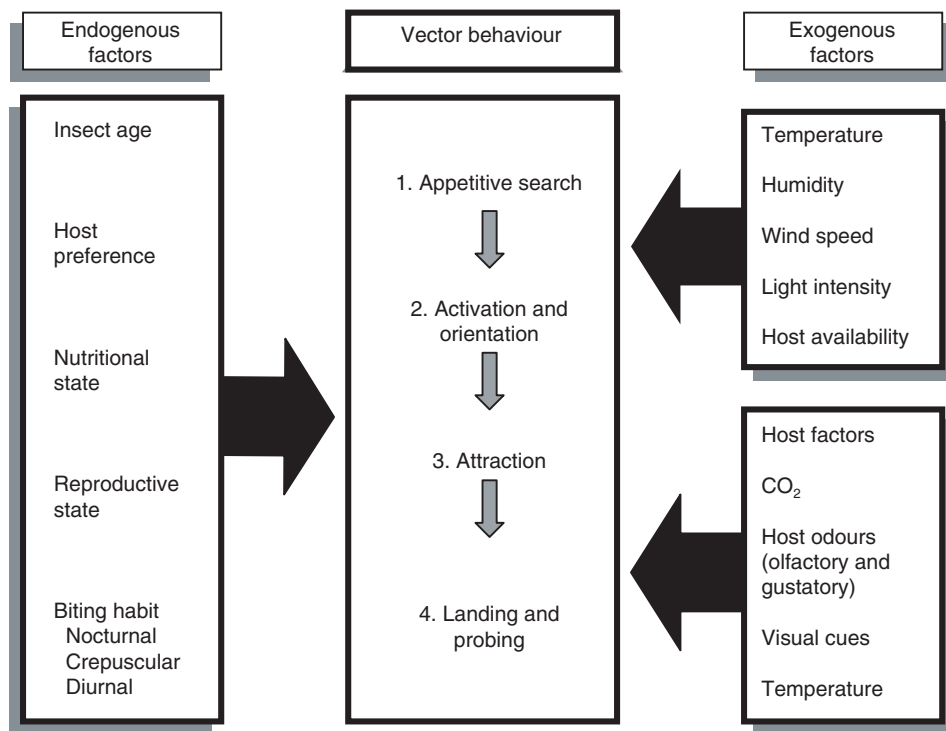 Endogenous
factors
Vector behaviour
Exogenous
factors
Insect age
Host
preference
Nutritional
state
Reproductive
state
Biting habit
Nocturnal
Crepuscular
Diurnal
1. Appetitive search
2. Activation and
orientation
3. Attraction
4. Landing and
probing
Temperature
Humidity
Wind speed
Light intensity
Host availability
Host factors
CO₂
Host odours
(olfactory and
gustatory)
Visual cues
Temperature